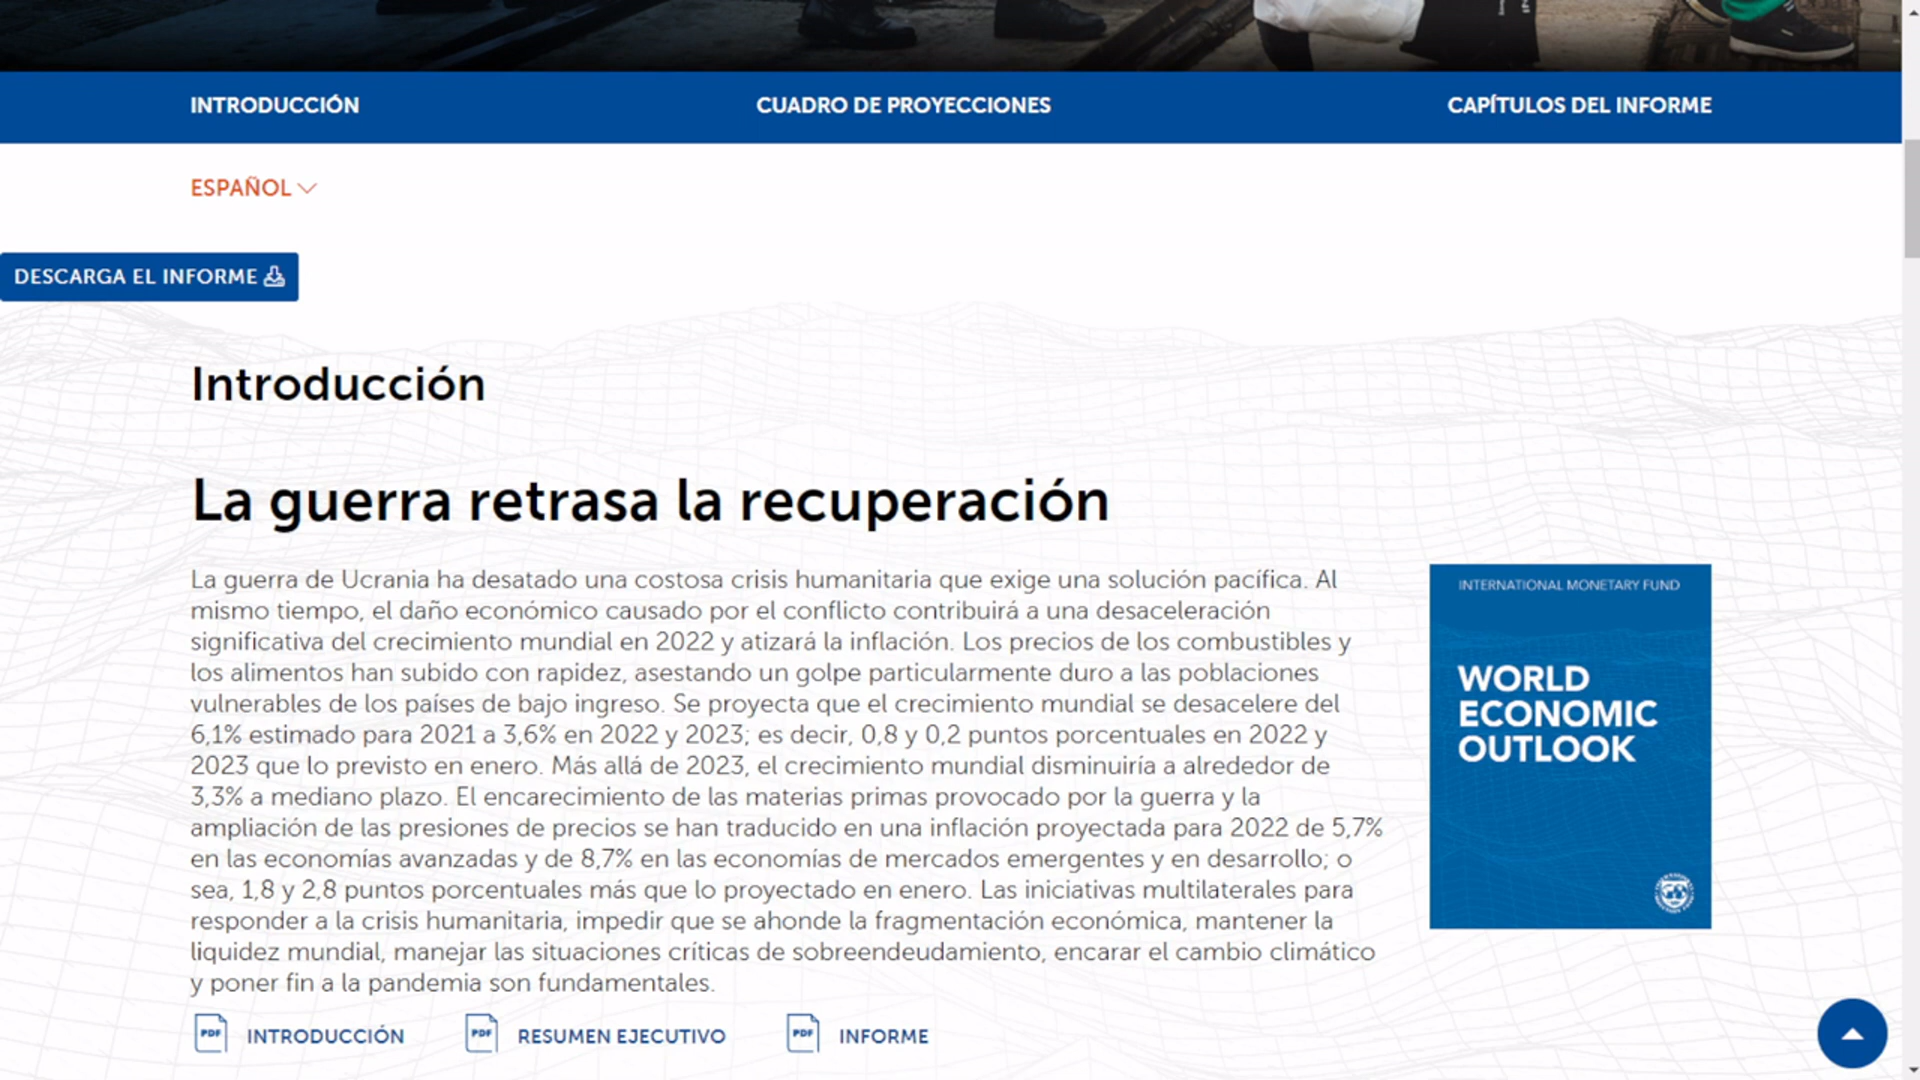 INTRODUCCIÓN
CUADRO DE PROYECCIONES
CAPÍTULOS DEL INFORME
ESPAÑOL
DESCARGA EL INFORME
Introducción
La guerra retrasa la recuperación
La guerra de Ucrania ha desatado una costosa crisis humanitaria que exige una solución pacífica. Al
mismo tiempo, el daño económico causado por el conflicto contribuirá a una desaceleración
significativa del crecimiento mundial en 2022 y atizará la inflación. Los precios de los combustibles y
los alimentos han subido con rapidez, asestando un golpe particularmente duro a las poblaciones
vulnerables de los países de bajo ingreso. Se proyecta que el crecimiento mundial se desacelere del
6,1% estimado para 2021 a 3,6% en 2022 y 2023; es decir, 0,8 y 0,2 puntos porcentuales en 2022 y
2023 que lo previsto en enero. Más allá de 2023, el crecimiento mundial disminuiría a alrededor de
3,3% a mediano plazo. El encarecimiento de las materias primas provocado por la guerra y la
ampliación de las presiones de precios se han traducido en una inflación proyectada para 2022 de 5,7%
en las economías avanzadas y de 8,7% en las economías de mercados emergentes y en desarrollo; o
sea, 1,8 y 2,8 puntos porcentuales más que lo proyectado en enero. Las iniciativas multilaterales para
responder a la crisis humanitaria, impedir que se ahonde la fragmentación económica, mantener la
liquidez mundial, manejar las situaciones críticas de sobreendeudamiento, encarar el cambio climático
y poner fin a la pandemia son fundamentales.
INTERNATIONAL MONETARY FUND
WORLD
ECONOMIC
OUTLOOK
PDF INTRODUCCIÓN
PDF RESUMEN EJECUTIVO
PDF INFORME